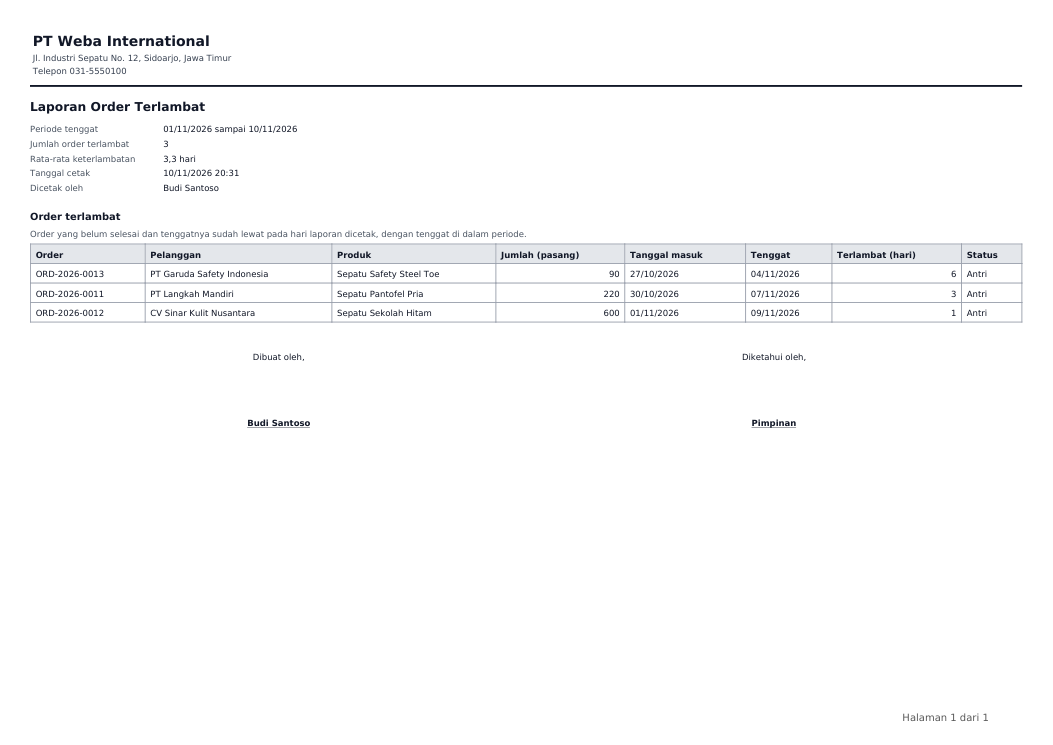 PT Weba International
Jl. Industri Sepatu No. 12, Sidoarjo, Jawa Timur
Telepon 031-5550100
Laporan Order Terlambat
Periode tenggat 01/11/2026 sampai 10/11/2026
Jumlah order terlambat 3
Rata-rata keterlambatan 3,3 hari
Tanggal cetak 10/11/2026 20:31
Dicetak oleh Budi Santoso
Order terlambat
Order yang belum selesai dan tenggatnya sudah lewat pada hari laporan dicetak, dengan tenggat di dalam periode.
Order Pelanggan Produk Jumlah (pasang) Tanggal masuk Tenggat Terlambat (hari) Status
ORD-2026-0013 PT Garuda Safety Indonesia Sepatu Safety Steel Toe 90 27/10/2026 04/11/2026 6 Antri
ORD-2026-0011 PT Langkah Mandiri Sepatu Pantofel Pria 220 30/10/2026 07/11/2026 3 Antri
ORD-2026-0012 CV Sinar Kulit Nusantara Sepatu Sekolah Hitam 600 01/11/2026 09/11/2026 1 Antri
Dibuat oleh, Diketahui oleh,
Budi Santoso Pimpinan
Halaman 1 dari 1